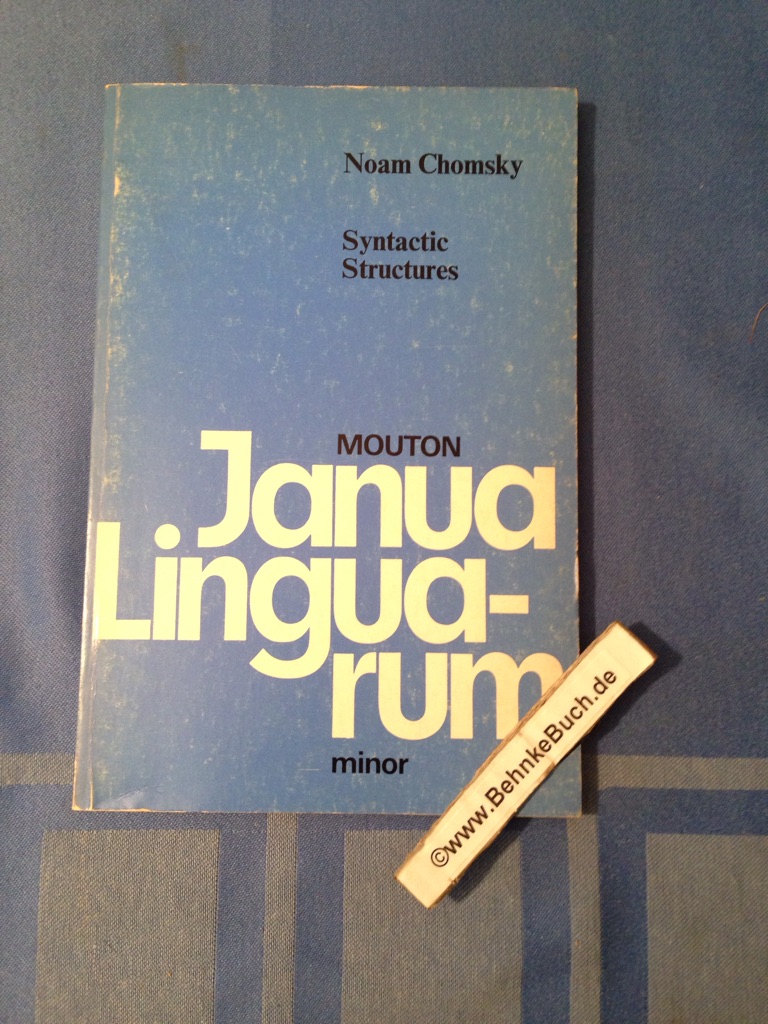 Noam Chomsky
Syntactic
Structures
MOUTON
Janua
Lingua-
rum
minor
©www.BehnkeBuch.de